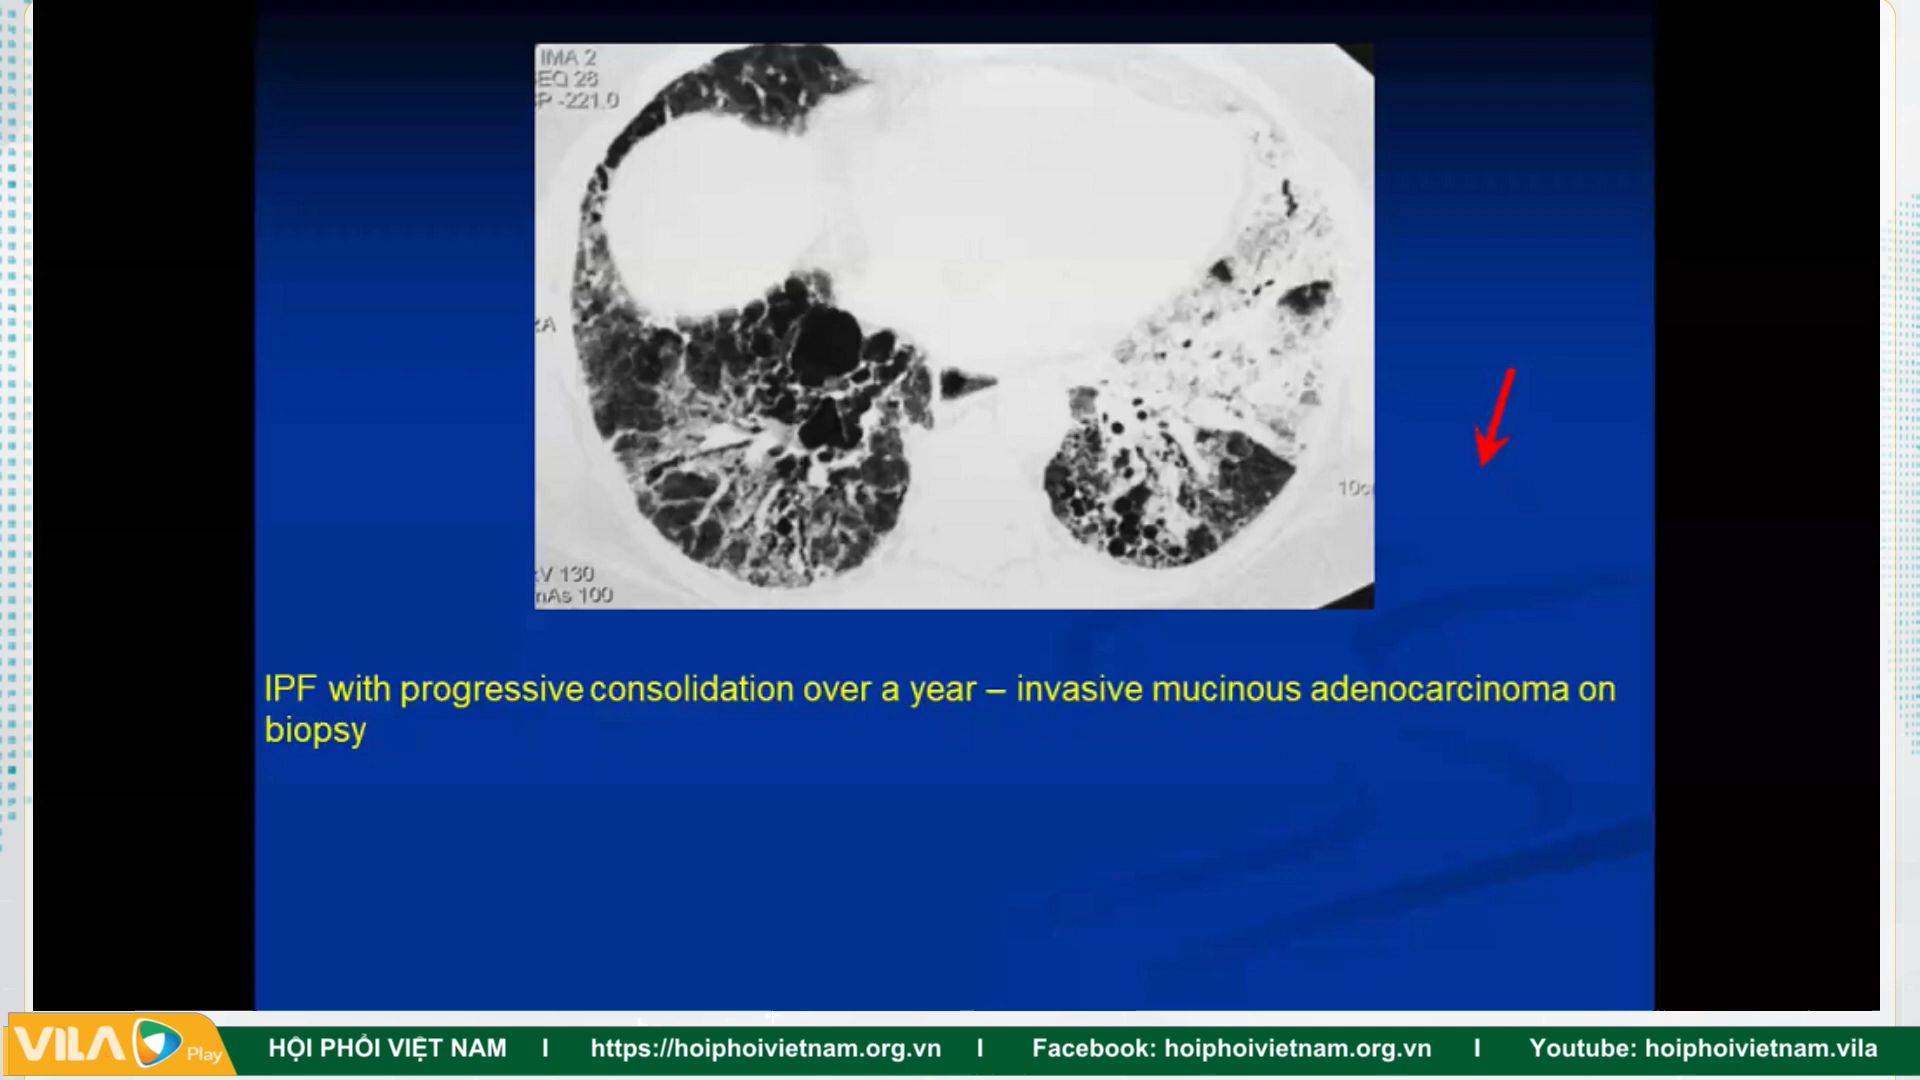 IMA 2
EQ 28
P -221.0
10c
V 130
As 100
IPF with progressive consolidation over a year – invasive mucinous adenocarcinoma on
biopsy
VILA Play
HỘI PHỔI VIỆT NAM I https://hoiphoivietnam.org.vn I Facebook: hoiphoivietnam.org.vn I Youtube: hoiphoivietnam.vila